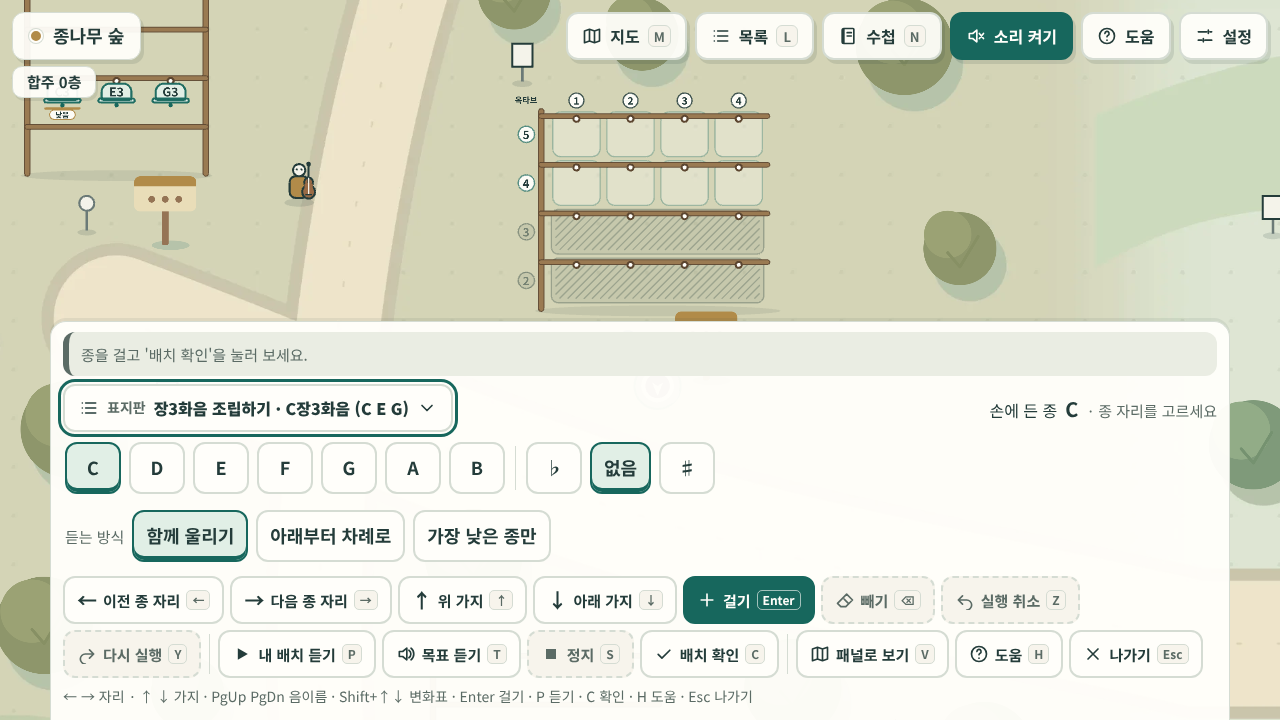 종나무 숲
지도 M
목록 L
수첩 N
소리 켜기
도움
설정
합주 0층
E3
G3
낮음
옥타브
1 2 3 4
5
4
3
2
종을 걸고 '배치 확인'을 눌러 보세요.
표지판 장3화음 조립하기 · C장3화음 (C E G)
손에 든 종 C · 종 자리를 고르세요
C D E F G A B ♭ 없음 ♯
듣는 방식 함께 울리기 아래부터 차례로 가장 낮은 종만
← 이전 종 자리 ← → 다음 종 자리 → ↑ 위 가지 ↑ ↓ 아래 가지 ↓ + 걸기 Enter 빼기 ⌫ 실행 취소 Z
다시 실행 Y 내 배치 듣기 P 목표 듣기 T 정지 S 배치 확인 C 패널로 보기 V 도움 H 나가기 Esc
← → 자리 · ↑ ↓ 가지 · PgUp PgDn 음이름 · Shift+↑↓ 변화표 · Enter 걸기 · P 듣기 · C 확인 · H 도움 · Esc 나가기